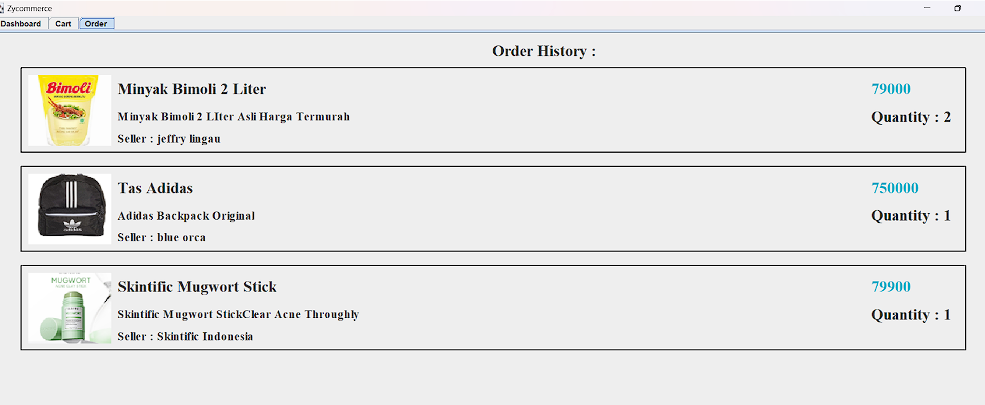 Zycommerce
Dashboard Cart Order
Order History :
Bimoli
Minyak Bimoli 2 Liter 79000
Minyak Bimoli 2 LIter Asli Harga Termurah Quantity : 2
Seller : jeffry lingau
adidas
Tas Adidas 750000
Adidas Backpack Original Quantity : 1
Seller : blue orca
MUGWORT
Skintific Mugwort Stick 79900
Skintific Mugwort StickClear Acne Throughly Quantity : 1
Seller : Skintific Indonesia